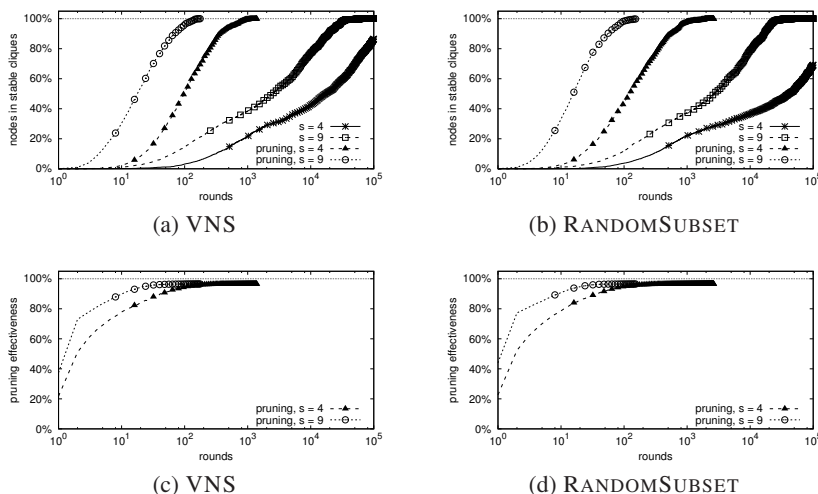 nodes in stable cliques
100%
80%
60%
40%
20%
0%
10^0
10^1
10^2
10^3
10^4
10^5
rounds
s = 4
s = 9
pruning, s = 4
pruning, s = 9
(a) VNS
nodes in stable cliques
100%
80%
60%
40%
20%
0%
10^0
10^1
10^2
10^3
10^4
10^5
rounds
s = 4
s = 9
pruning, s = 4
pruning, s = 9
(b) RANDOMSUBSET
pruning effectiveness
100%
80%
60%
40%
20%
0%
10^0
10^1
10^2
10^3
10^4
10^5
rounds
pruning, s = 4
pruning, s = 9
(c) VNS
pruning effectiveness
100%
80%
60%
40%
20%
0%
10^0
10^1
10^2
10^3
10^4
10^5
rounds
pruning, s = 4
pruning, s = 9
(d) RANDOMSUBSET